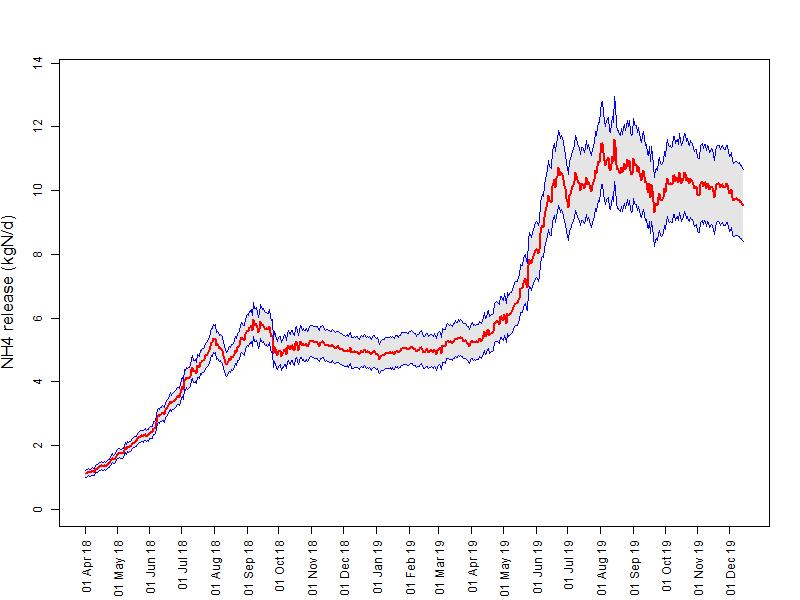 NH4 release (kgN/d)
14
12
10
8
6
4
2
0
01 Apr 18
01 May 18
01 Jun 18
01 Jul 18
01 Aug 18
01 Sep 18
01 Oct 18
01 Nov 18
01 Dec 18
01 Jan 19
01 Feb 19
01 Mar 19
01 Apr 19
01 May 19
01 Jun 19
01 Jul 19
01 Aug 19
01 Sep 19
01 Oct 19
01 Nov 19
01 Dec 19